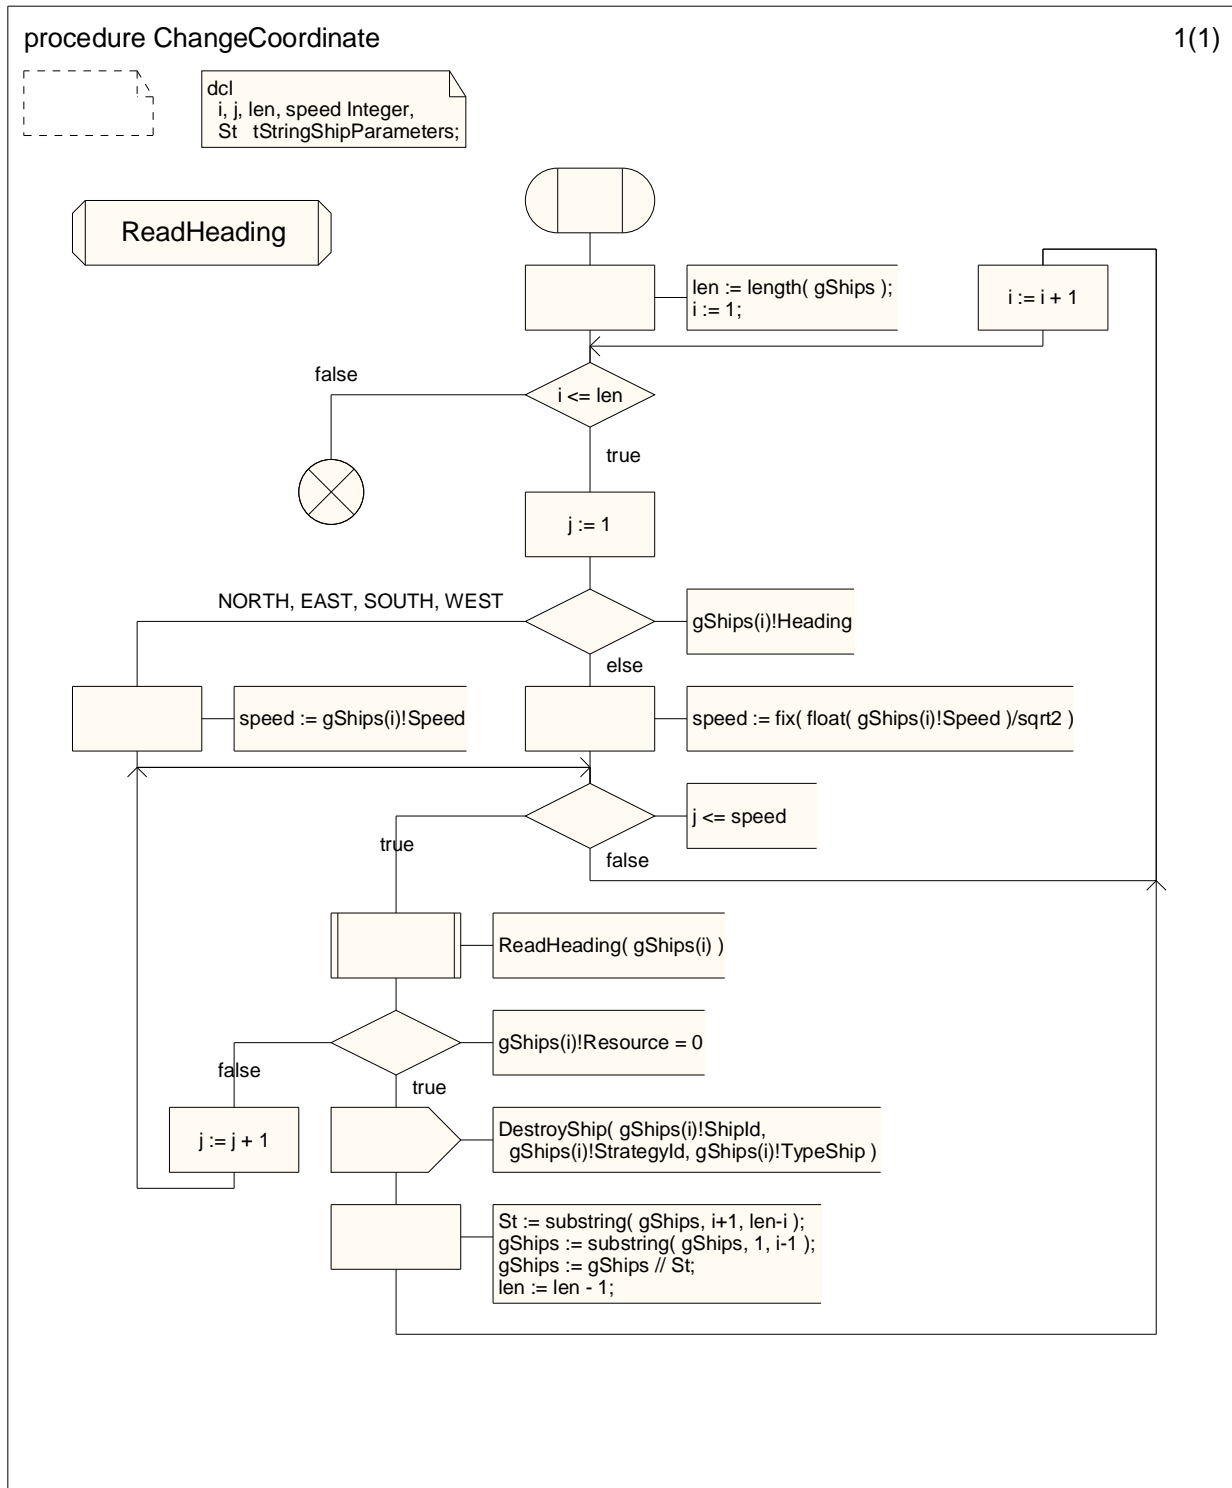 procedure ChangeCoordinate
1(1)
dcl
i, j, len, speed Integer,
St tStringShipParameters;
ReadHeading
len := length( gShips );
i := 1;
i := i + 1
false
i <= len
true
j := 1
NORTH, EAST, SOUTH, WEST
gShips(i)!Heading
else
speed := gShips(i)!Speed
speed := fix( float( gShips(i)!Speed )/sqrt2 )
j <= speed
true
false
ReadHeading( gShips(i) )
gShips(i)!Resource = 0
false
true
j := j + 1
DestroyShip( gShips(i)!ShipId,
gShips(i)!StrategyId, gShips(i)!TypeShip )
St := substring( gShips, i+1, len-i );
gShips := substring( gShips, 1, i-1 );
gShips := gShips // St;
len := len - 1;